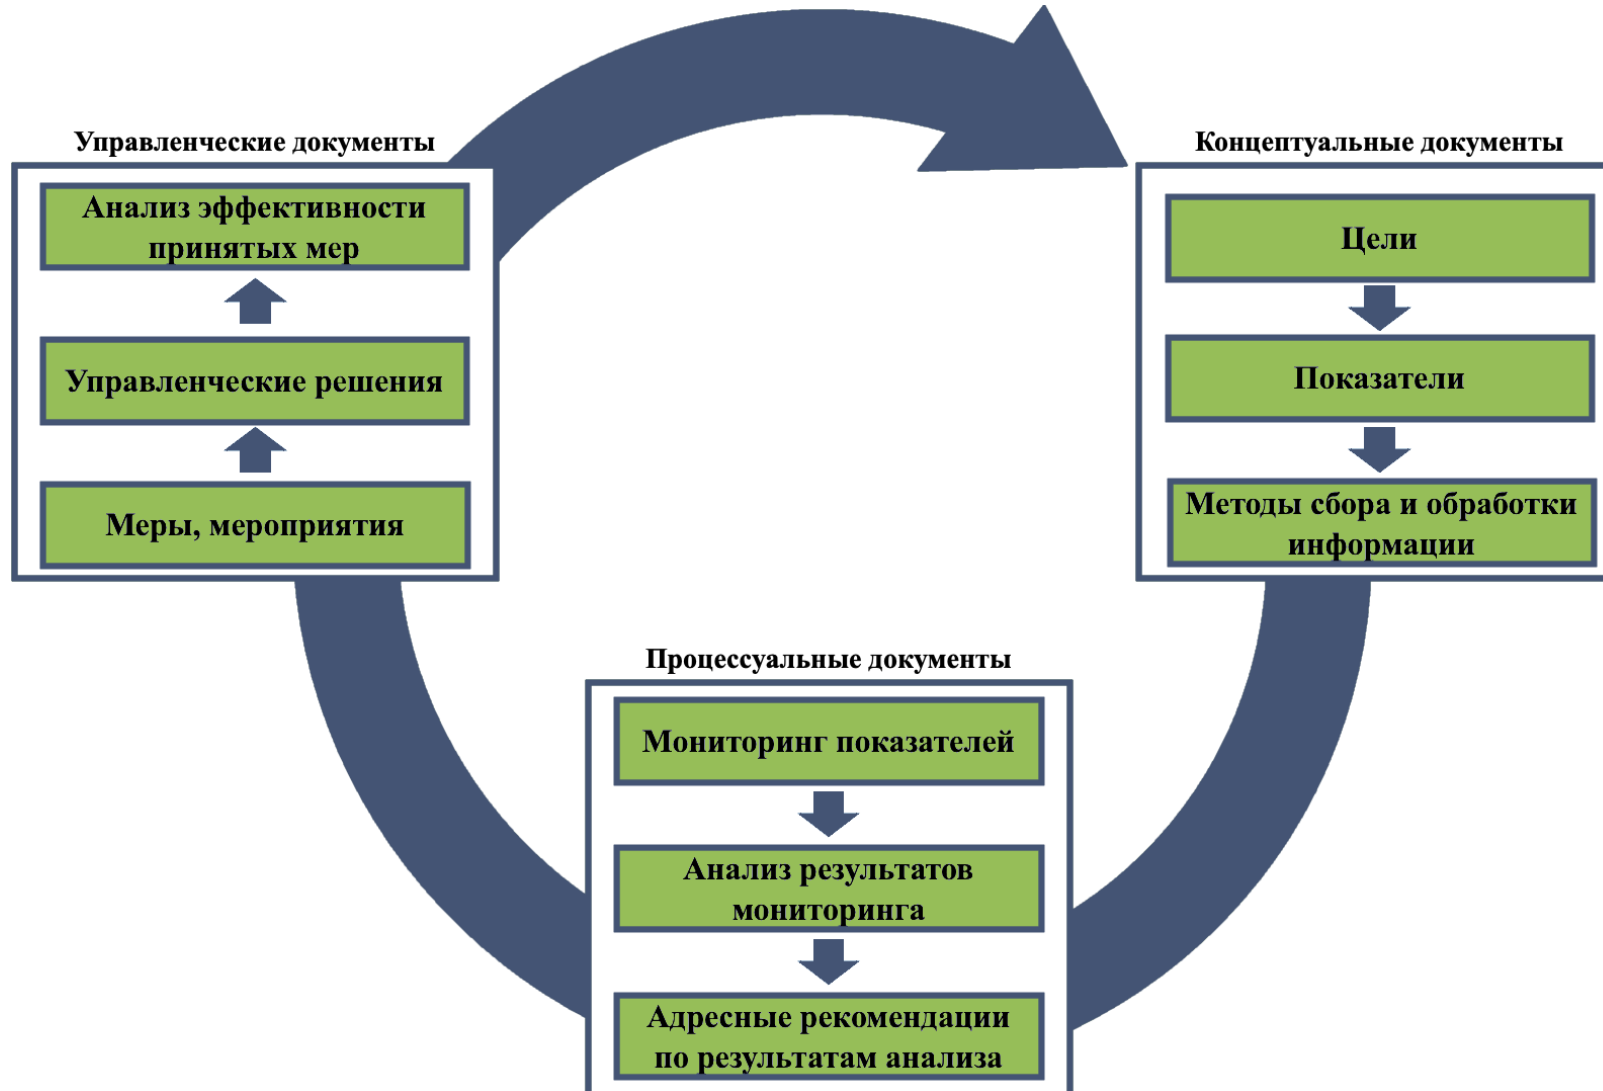 Управленческие документы
Анализ эффективности
принятых мер
Управленческие решения
Меры, мероприятия
Концептуальные документы
Цели
Показатели
Методы сбора и обработки
информации
Процессуальные документы
Мониторинг показателей
Анализ результатов
мониторинга
Адресные рекомендации
по результатам анализа